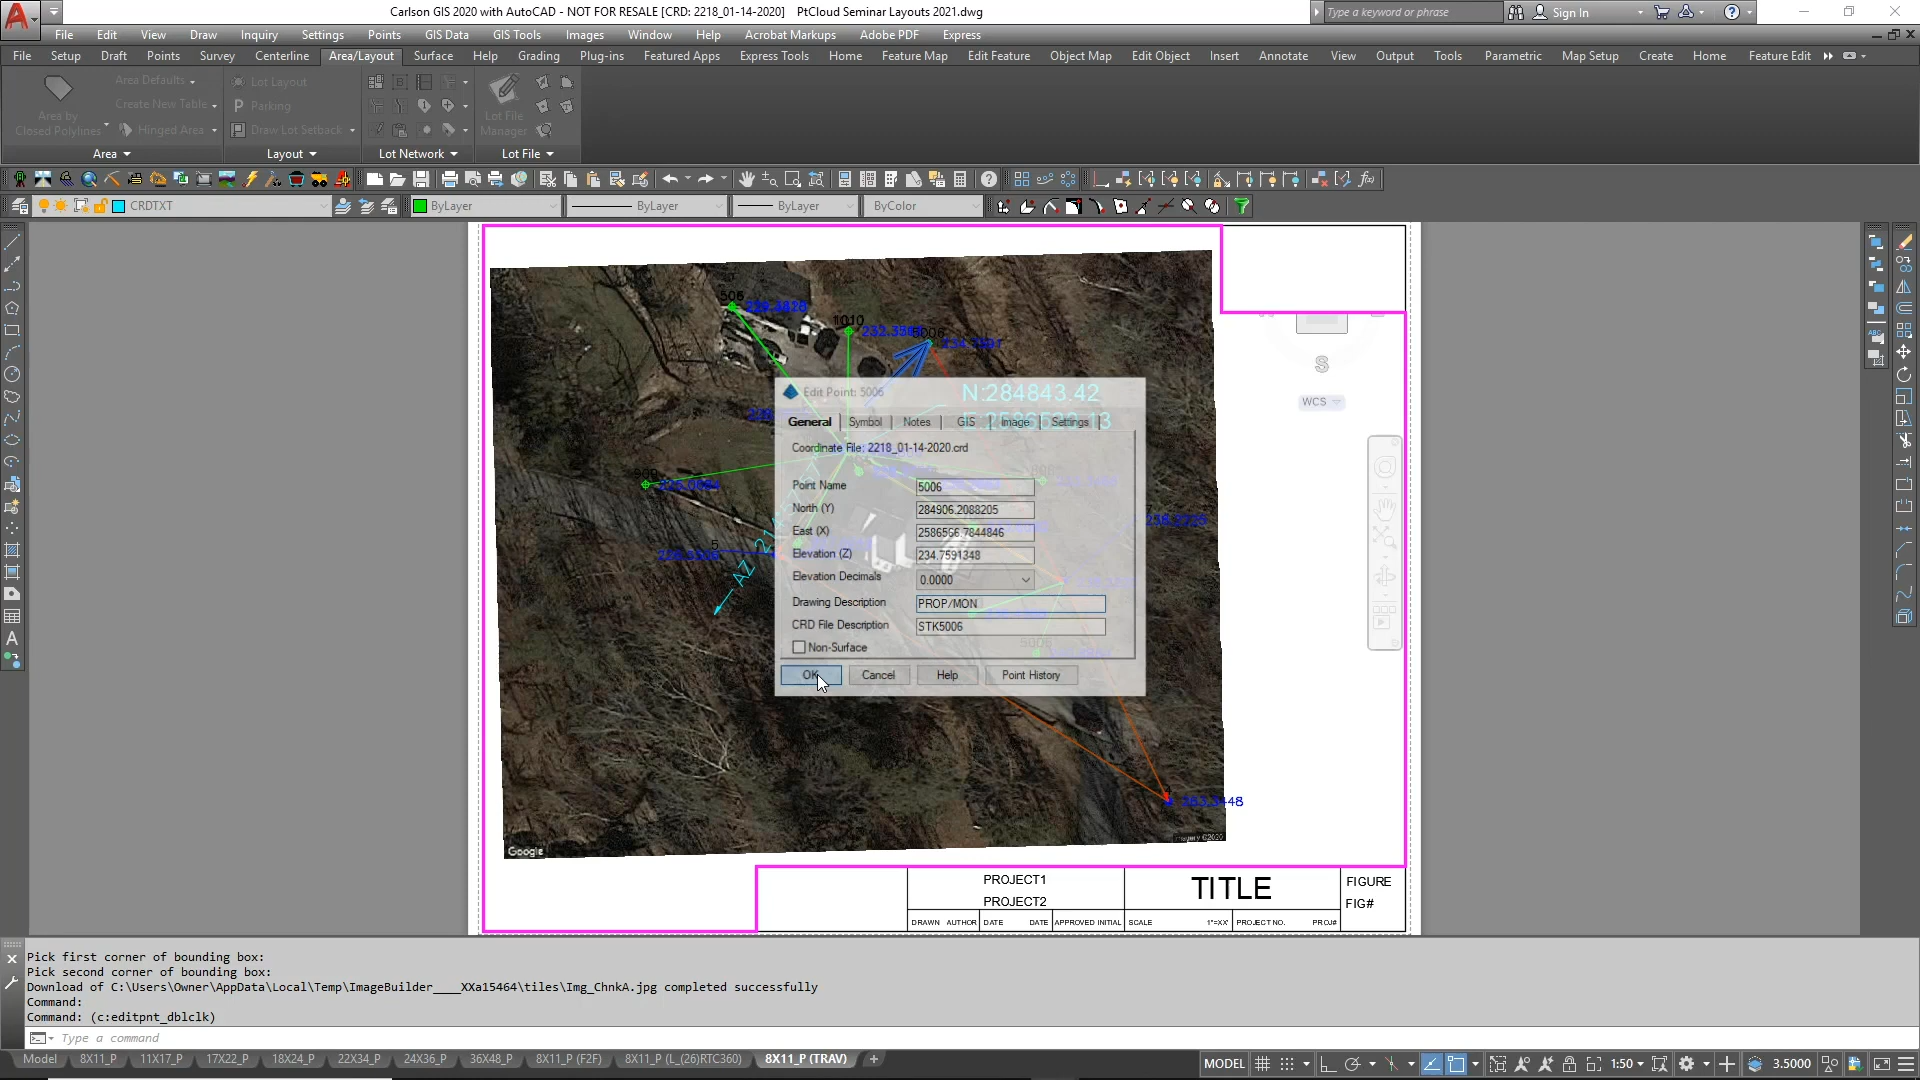 Carlson GIS 2020 with AutoCAD - NOT FOR RESALE [CRD: 2218_01-14-2020] PtCloud Seminar Layouts 2021.dwg
Type a keyword or phrase
Sign In
File Edit View Draw Inquiry Settings Points GIS Data GIS Tools Images Window Help Acrobat Markups Adobe PDF Express
File Setup Draft Points Survey Centerline Area/Layout Surface Help Grading Plug-ins Featured Apps Express Tools Home Feature Map Edit Feature Object Map Edit Object Insert Annotate View Output Tools Parametric Map Setup Create Home Feature Edit
Area by
Closed Polylines
Area Defaults
Create New Table
Hinged Area
Lot Layout
Parking
Draw Lot Setback
Lot File
Manager
Area Layout Lot Network Lot File
CRDTXT
ByLayer
ByLayer
ByLayer
ByColor
506
1010
5006
S
WCS
Edit Point: 5006
N:284843.42
General Symbol Notes GIS Image Settings
Coordinate File: 2218_01-14-2020.crd
Point Name 5006
North (Y) 284906.2088205
East (X) 2586566.7844846
Elevation (Z) 234.7591348
Elevation Decimals 0.0000
Drawing Description PROP/MON
CRD File Description STK5006
Non-Surface
OK Cancel Help Point History
5
AZ
Google
PROJECT1
PROJECT2
TITLE
FIGURE
FIG#
DRAWN AUTHOR DATE DATE APPROVED INITIAL SCALE 1"=XX' PROJECT NO. PROJ#
Pick first corner of bounding box:
Pick second corner of bounding box:
Download of C:\Users\Owner\AppData\Local\Temp\ImageBuilder____XXa15464\tiles\Img_ChnkA.jpg completed successfully
Command:
Command: (c:editpnt_dblclk)
Type a command
Model 8X11_P 11X17_P 17X22_P 18X24_P 22X34_P 24X36_P 36X48_P 8X11_P (F2F) 8X11_P (L_(26)RTC360) 8X11_P (TRAV)
MODEL
1:50
3.5000